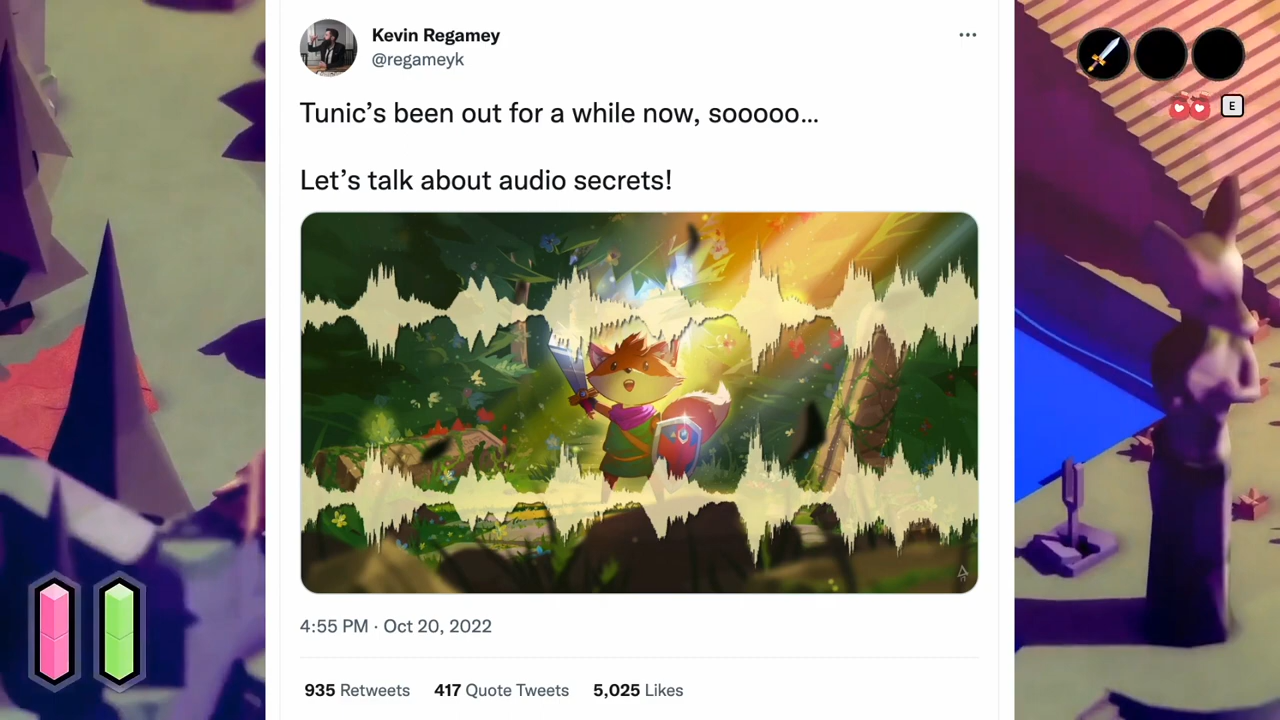 Kevin Regamey
@regameyk
Tunic’s been out for a while now, sooooo...
Let’s talk about audio secrets!
4:55 PM · Oct 20, 2022
935 Retweets 417 Quote Tweets 5,025 Likes
E